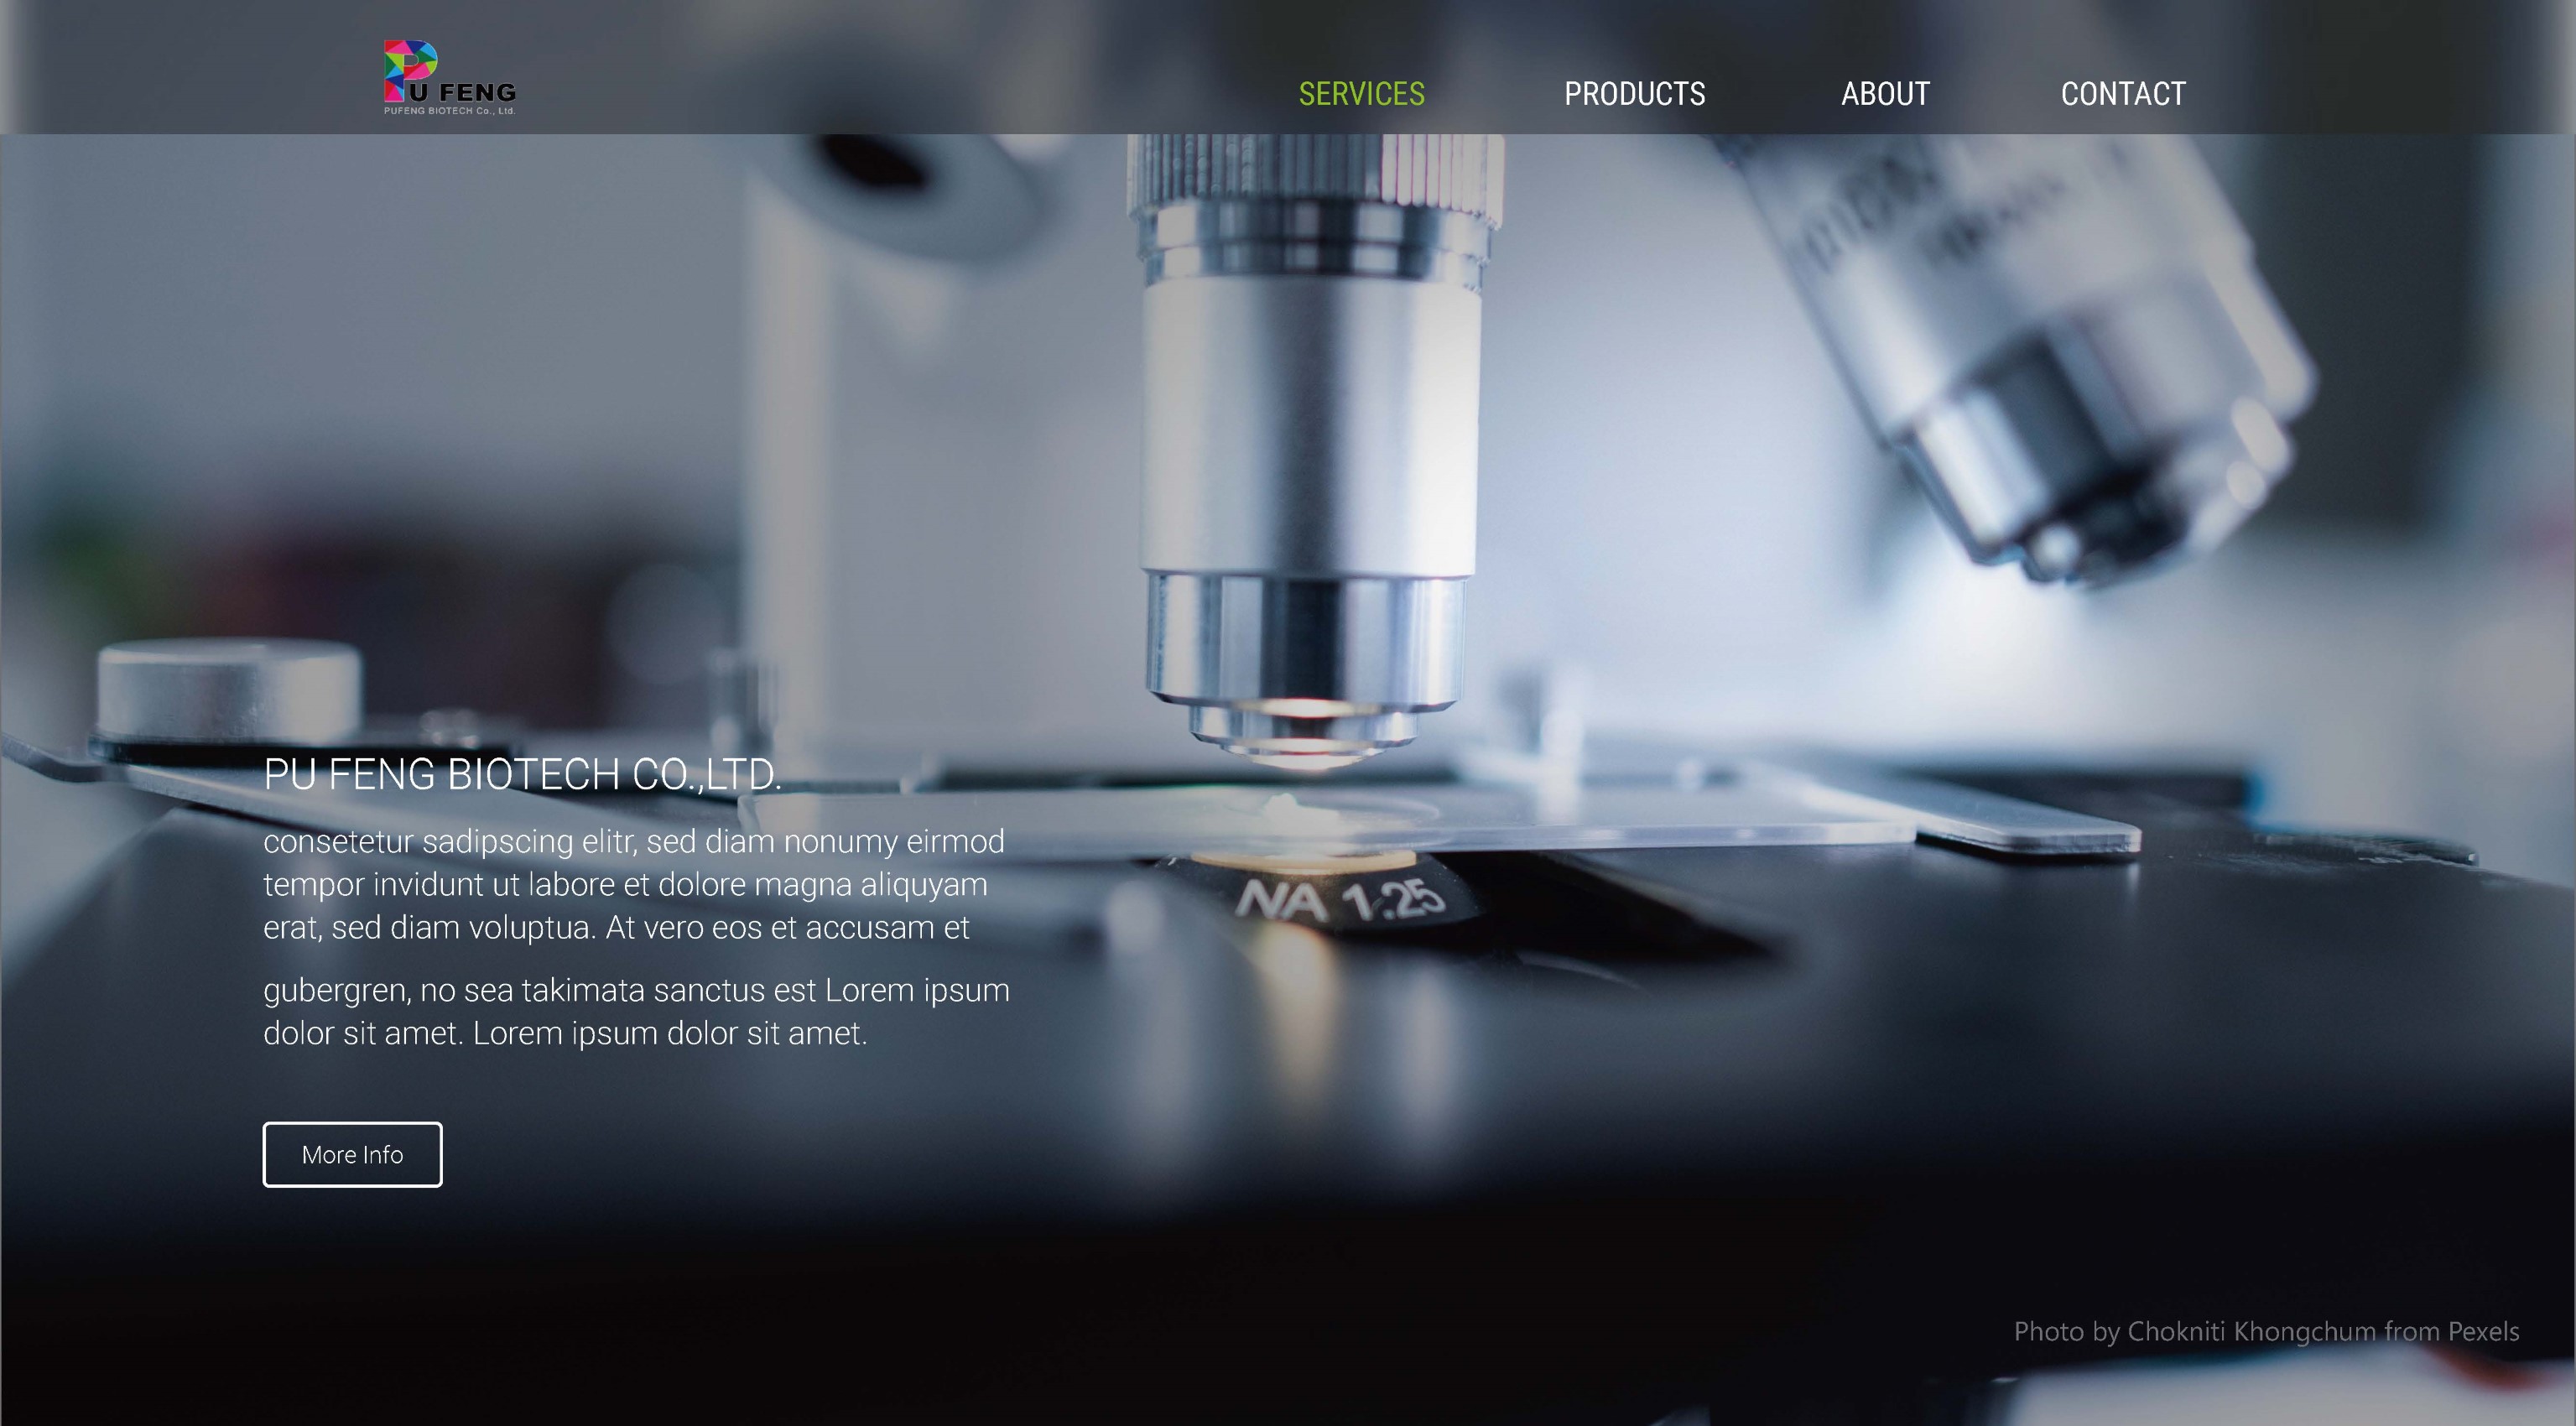 PU FENG
PUFENG BIOTECH Co., Ltd.
SERVICES PRODUCTS ABOUT CONTACT
PU FENG BIOTECH CO.,LTD.
consetetur sadipscing elitr, sed diam nonumy eirmod
tempor invidunt ut labore et dolore magna aliquyam
erat, sed diam voluptua. At vero eos et accusam et
NA 1.25
gubergren, no sea takimata sanctus est Lorem ipsum
dolor sit amet. Lorem ipsum dolor sit amet.
More Info
Photo by Chokniti Khongchum from Pexels